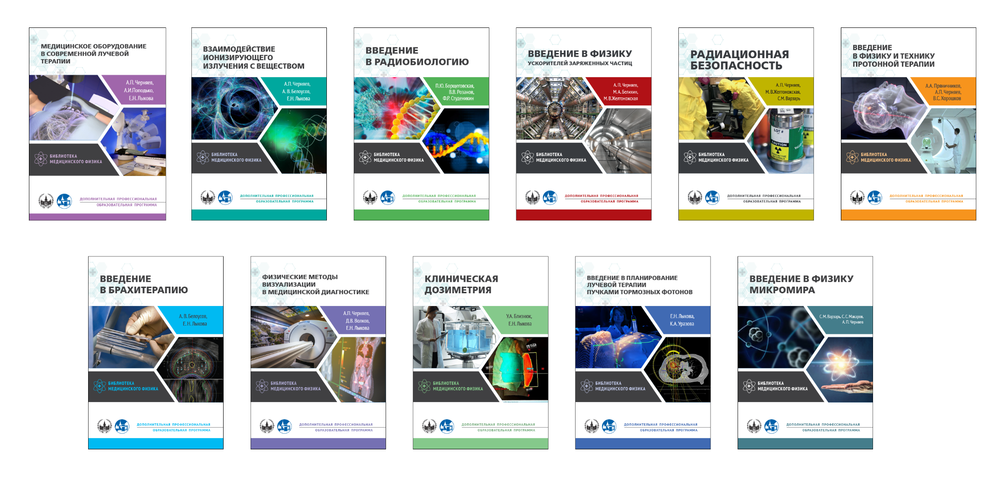 МЕДИЦИНСКОЕ ОБОРУДОВАНИЕ
В СОВРЕМЕННОЙ ЛУЧЕВОЙ
ТЕРАПИИ
А.П. Черняев,
А.И.Поподько,
Е.Н. Лыкова
БИБЛИОТЕКА
МЕДИЦИНСКОГО ФИЗИКА
ДОПОЛНИТЕЛЬНАЯ ПРОФЕССИОНАЛЬНАЯ
ОБРАЗОВАТЕЛЬНАЯ ПРОГРАММА
ВЗАИМОДЕЙСТВИЕ
ИОНИЗИРУЮЩЕГО
ИЗЛУЧЕНИЯ С ВЕЩЕСТВОМ
А.П. Черняев,
А. В. Белоусов,
Е.Н. Лыкова
БИБЛИОТЕКА
МЕДИЦИНСКОГО ФИЗИКА
ДОПОЛНИТЕЛЬНАЯ ПРОФЕССИОНАЛЬНАЯ
ОБРАЗОВАТЕЛЬНАЯ ПРОГРАММА
ВВЕДЕНИЕ
В РАДИОБИОЛОГИЮ
П.Ю. Борщеговская,
В.В. Розанов,
Ф.Р. Студеникин
БИБЛИОТЕКА
МЕДИЦИНСКОГО ФИЗИКА
ДОПОЛНИТЕЛЬНАЯ ПРОФЕССИОНАЛЬНАЯ
ОБРАЗОВАТЕЛЬНАЯ ПРОГРАММА
ВВЕДЕНИЕ В ФИЗИКУ
УСКОРИТЕЛЕЙ ЗАРЯЖЕННЫХ ЧАСТИЦ
А. П. Черняев,
М. А. Белихин,
М. В.Желтоножская
БИБЛИОТЕКА
МЕДИЦИНСКОГО ФИЗИКА
ДОПОЛНИТЕЛЬНАЯ ПРОФЕССИОНАЛЬНАЯ
ОБРАЗОВАТЕЛЬНАЯ ПРОГРАММА
РАДИАЦИОННАЯ
БЕЗОПАСНОСТЬ
А. П. Черняев,
М. В.Желтоножская,
С.М. Варзарь
LOT #
CAUTION
RADIOACTIVE
MATERIALS
БИБЛИОТЕКА
МЕДИЦИНСКОГО ФИЗИКА
ДОПОЛНИТЕЛЬНАЯ ПРОФЕССИОНАЛЬНАЯ
ОБРАЗОВАТЕЛЬНАЯ ПРОГРАММА
ВВЕДЕНИЕ
В ФИЗИКУ И ТЕХНИКУ
ПРОТОННОЙ ТЕРАПИИ
А.А. Пряничников,
А.П. Черняев,
В.С. Хорошков
БИБЛИОТЕКА
МЕДИЦИНСКОГО ФИЗИКА
ДОПОЛНИТЕЛЬНАЯ ПРОФЕССИОНАЛЬНАЯ
ОБРАЗОВАТЕЛЬНАЯ ПРОГРАММА
ВВЕДЕНИЕ
В БРАХИТЕРАПИЮ
А. В. Белоусов,
Е. Н. Лыкова
БИБЛИОТЕКА
МЕДИЦИНСКОГО ФИЗИКА
ДОПОЛНИТЕЛЬНАЯ ПРОФЕССИОНАЛЬНАЯ
ОБРАЗОВАТЕЛЬНАЯ ПРОГРАММА
ФИЗИЧЕСКИЕ МЕТОДЫ
ВИЗУАЛИЗАЦИИ
В МЕДИЦИНСКОЙ ДИАГНОСТИКЕ
А.П. Черняев,
Д.В. Волков,
Е.Н. Лыкова
БИБЛИОТЕКА
МЕДИЦИНСКОГО ФИЗИКА
ДОПОЛНИТЕЛЬНАЯ ПРОФЕССИОНАЛЬНАЯ
ОБРАЗОВАТЕЛЬНАЯ ПРОГРАММА
КЛИНИЧЕСКАЯ
ДОЗИМЕТРИЯ
У.А. Близнюк,
Е.Н. Лыкова
БИБЛИОТЕКА
МЕДИЦИНСКОГО ФИЗИКА
ДОПОЛНИТЕЛЬНАЯ ПРОФЕССИОНАЛЬНАЯ
ОБРАЗОВАТЕЛЬНАЯ ПРОГРАММА
ВВЕДЕНИЕ В ПЛАНИРОВАНИЕ
ЛУЧЕВОЙ ТЕРАПИИ
ПУЧКАМИ ТОРМОЗНЫХ ФОТОНОВ
Е.Н. Лыкова,
К.А. Уразова
БИБЛИОТЕКА
МЕДИЦИНСКОГО ФИЗИКА
ДОПОЛНИТЕЛЬНАЯ ПРОФЕССИОНАЛЬНАЯ
ОБРАЗОВАТЕЛЬНАЯ ПРОГРАММА
ВВЕДЕНИЕ В ФИЗИКУ
МИКРОМИРА
С. М. Варзарь, С. С. Макаров,
А. П. Черняев
БИБЛИОТЕКА
МЕДИЦИНСКОГО ФИЗИКА
ДОПОЛНИТЕЛЬНАЯ ПРОФЕССИОНАЛЬНАЯ
ОБРАЗОВАТЕЛЬНАЯ ПРОГРАММА